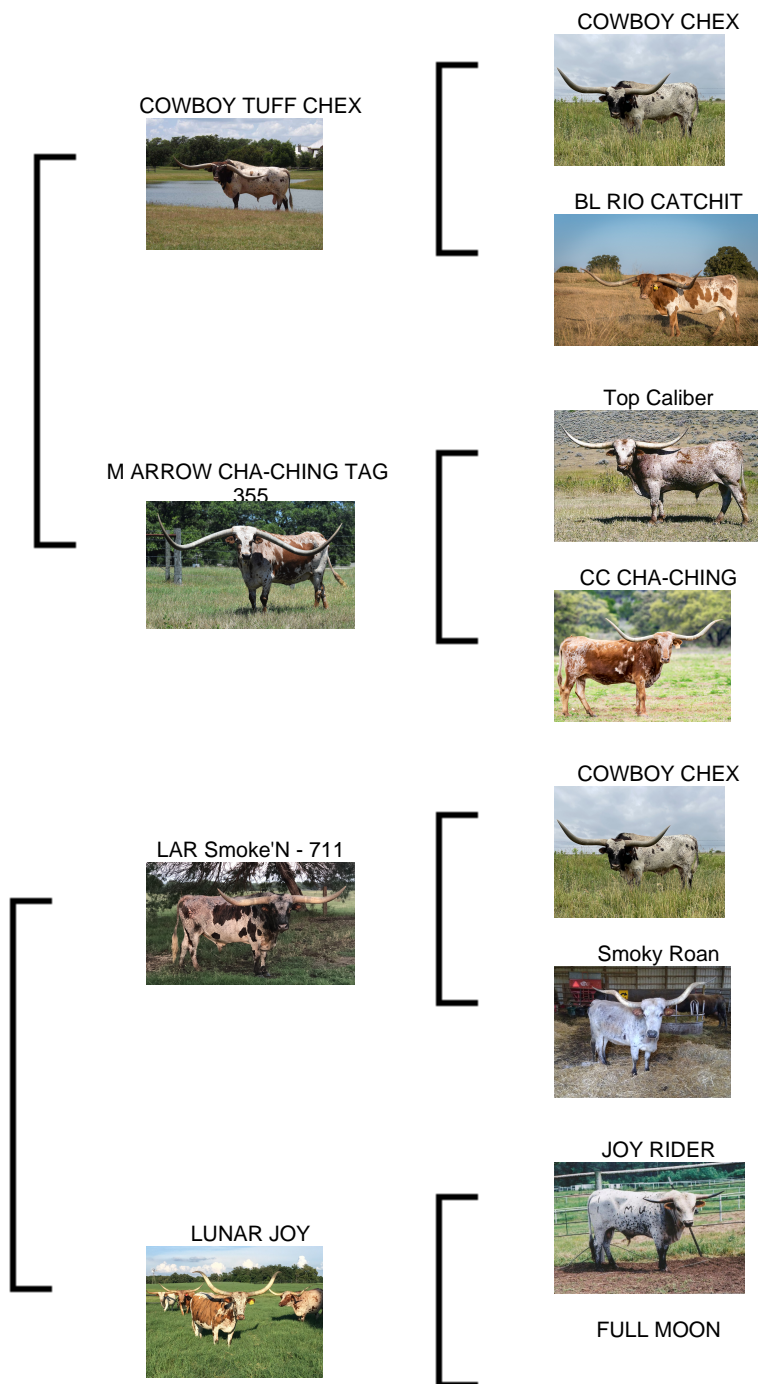 COWBOY CHEX
COWBOY TUFF CHEX
BL RIO CATCHIT
Top Caliber
M ARROW CHA-CHING TAG
355
CC CHA-CHING
COWBOY CHEX
LAR Smoke'N - 711
Smoky Roan
JOY RIDER
LUNAR JOY
FULL MOON